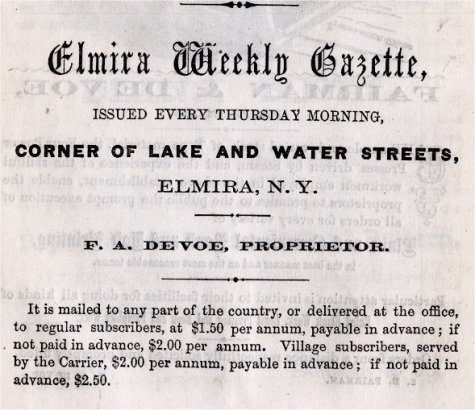 Elmira Weekly Gazette,
ISSUED EVERY THURSDAY MORNING,
CORNER OF LAKE AND WATER STREETS,
ELMIRA, N. Y.
F. A. DEVOE, PROPRIETOR.
It is mailed to any part of the country, or delivered at the office,
to regular subscribers, at $1.50 per annum, payable in advance; if
not paid in advance, $2.00 per annum. Village subscribers, served
by the Carrier, $2.00 per annum, payable in advance; if not paid in
advance, $2.50.